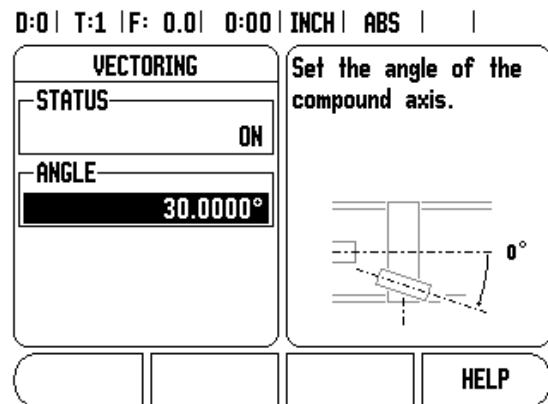 D:0| T:1 |F: 0.0| 0:00|INCH| ABS | |
VECTORING
STATUS
ON
ANGLE
30.0000°
Set the angle of the
compound axis.
0°
HELP